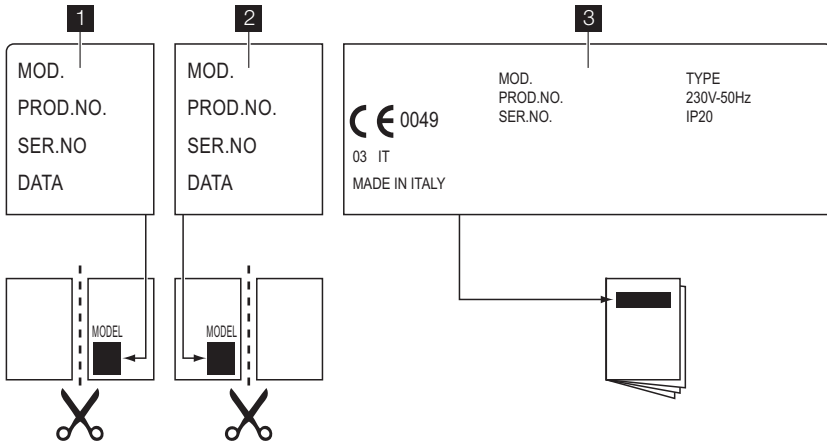 1
MOD.
PROD.NO.
SER.NO
DATA
MODEL
2
MOD.
PROD.NO.
SER.NO
DATA
MODEL
3
MOD. TYPE
PROD.NO. 230V-50Hz
SER.NO. IP20
CE 0049
03 IT
MADE IN ITALY